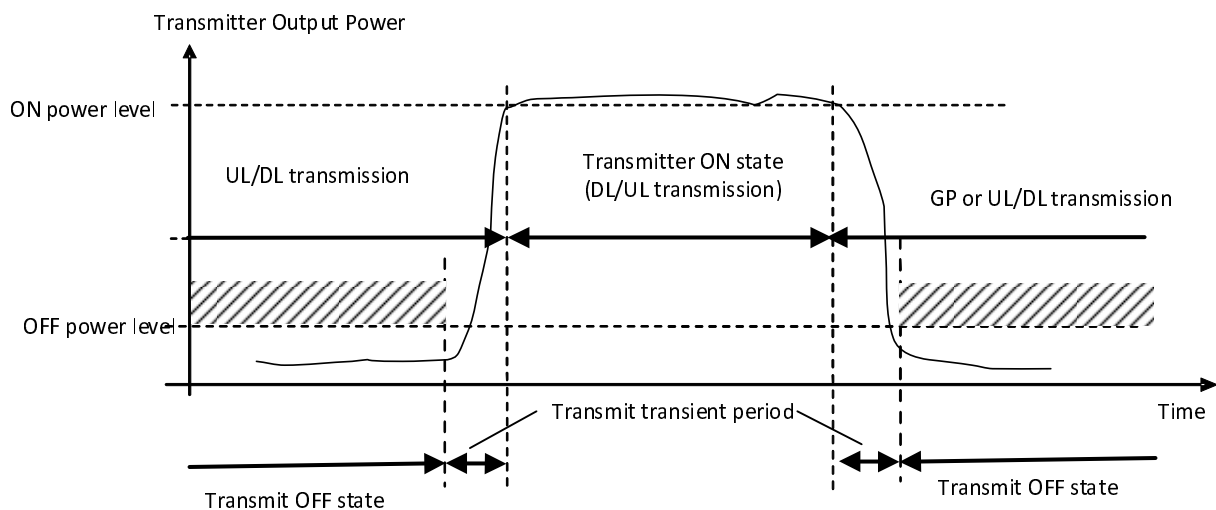 Transmitter Output Power
ON power level
UL/DL transmission
Transmitter ON state
(DL/UL transmission)
GP or UL/DL transmission
OFF power level
Transmit transient period
Time
Transmit OFF state
Transmit OFF state